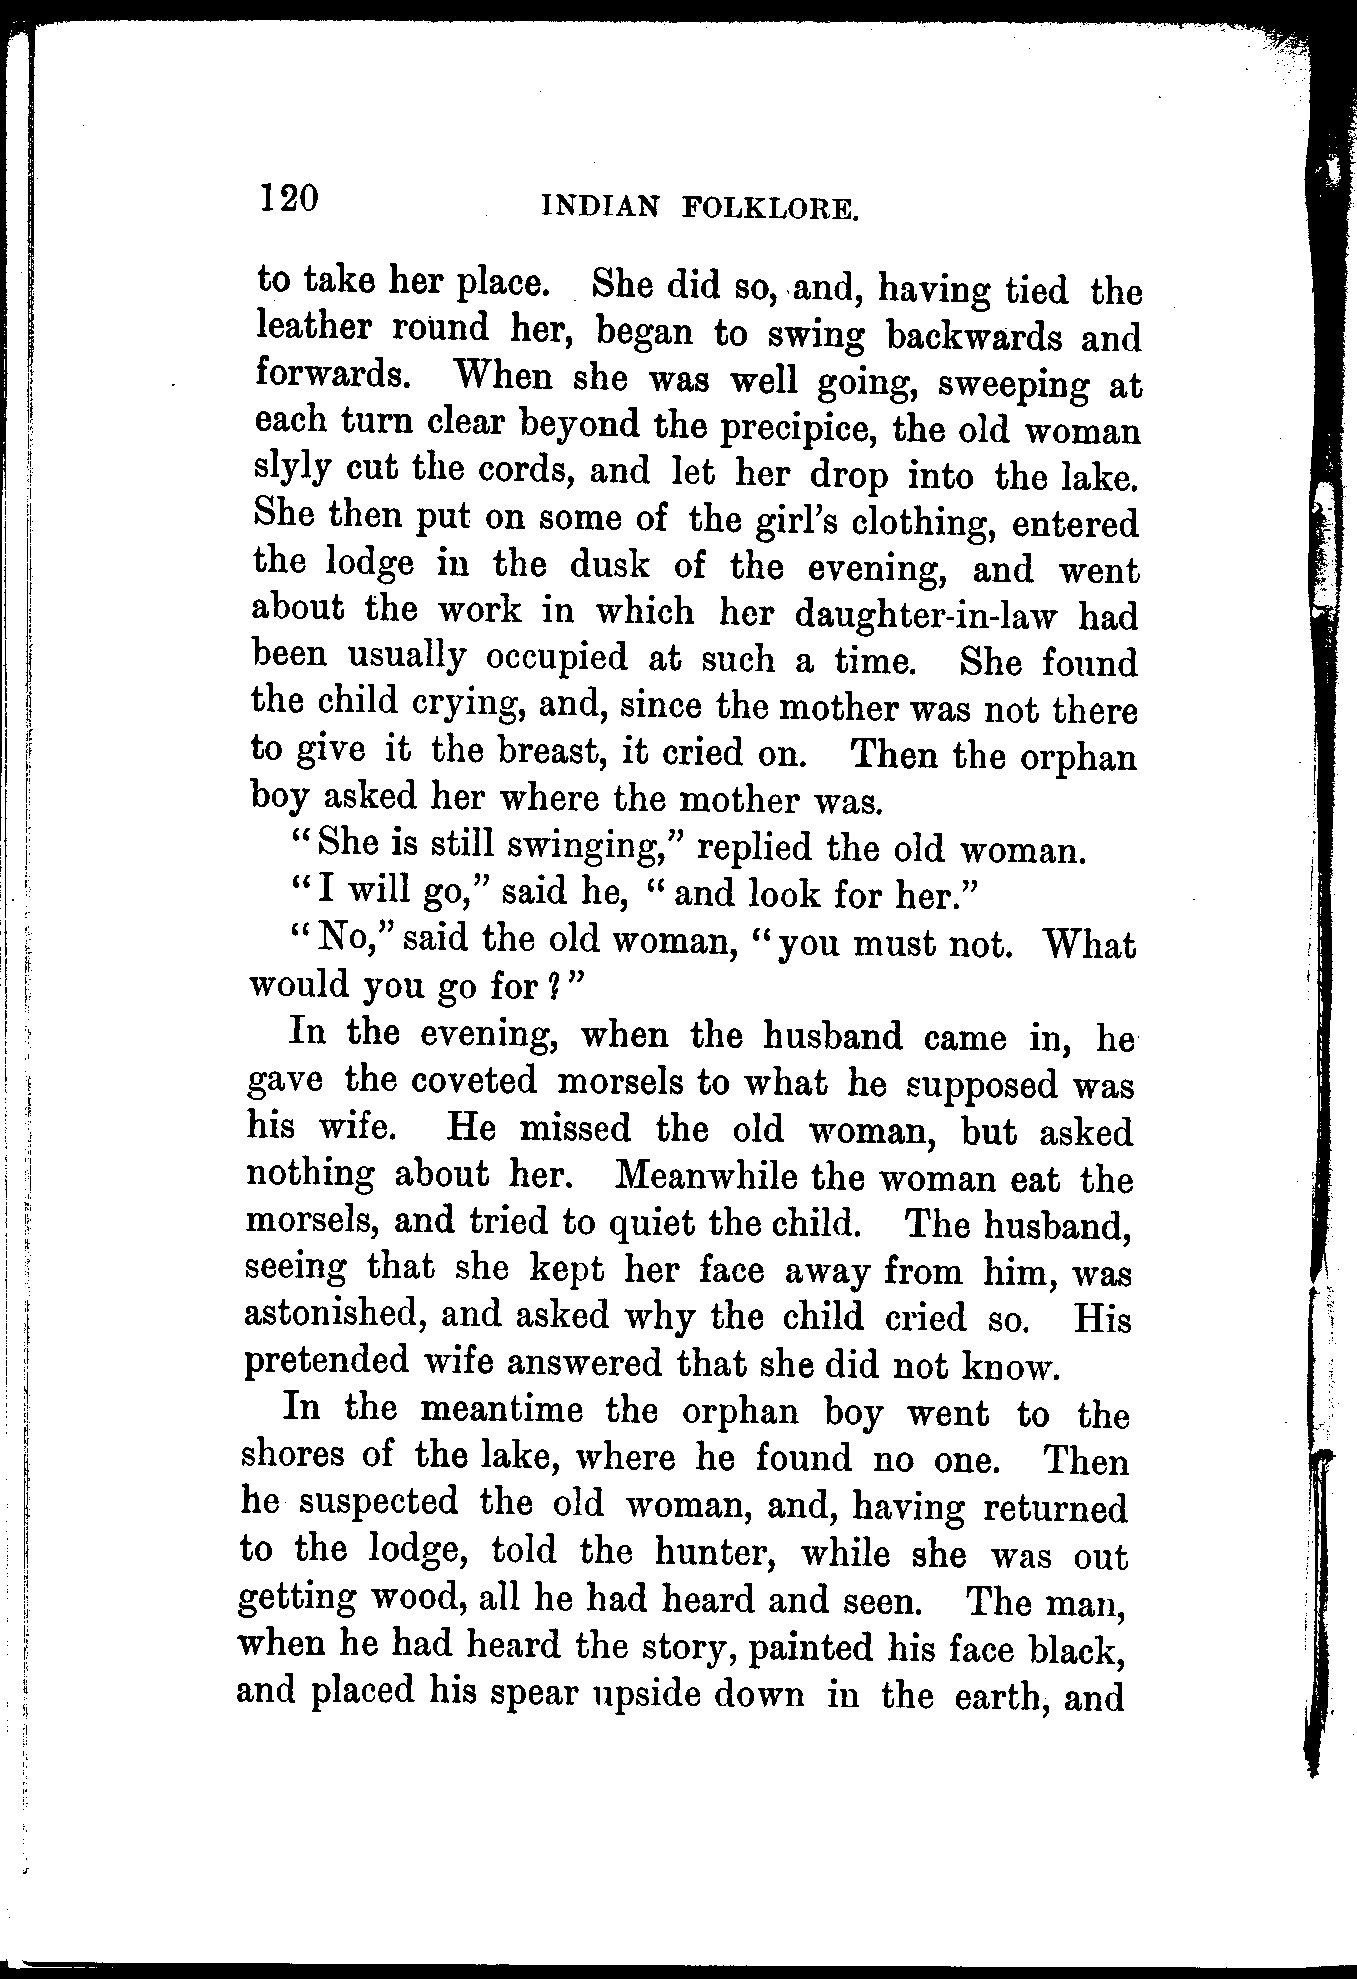 120 INDIAN FOLKLORE.
to take her place. She did so, and, having tied the
leather round her, began to swing backwards and
forwards. When she was well going, sweeping at
each turn clear beyond the precipice, the old woman
slyly cut the cords, and let her drop into the lake.
She then put on some of the girl's clothing, entered
the lodge in the dusk of the evening, and went
about the work in which her daughter-in-law had
been usually occupied at such a time. She found
the child crying, and, since the mother was not there
to give it the breast, it cried on. Then the orphan
boy asked her where the mother was.
"She is still swinging," replied the old woman.
"I will go," said he, "and look for her."
"No," said the old woman, "you must not. What
would you go for?"
In the evening, when the husband came in, he
gave the coveted morsels to what he supposed was
his wife. He missed the old woman, but asked
nothing about her. Meanwhile the woman eat the
morsels, and tried to quiet the child. The husband,
seeing that she kept her face away from him, was
astonished, and asked why the child cried so. His
pretended wife answered that she did not know.
In the meantime the orphan boy went to the
shores of the lake, where he found no one. Then
he suspected the old woman, and, having returned
to the lodge, told the hunter, while she was out
getting wood, all he had heard and seen. The man,
when he had heard the story, painted his face black,
and placed his spear upside down in the earth, and